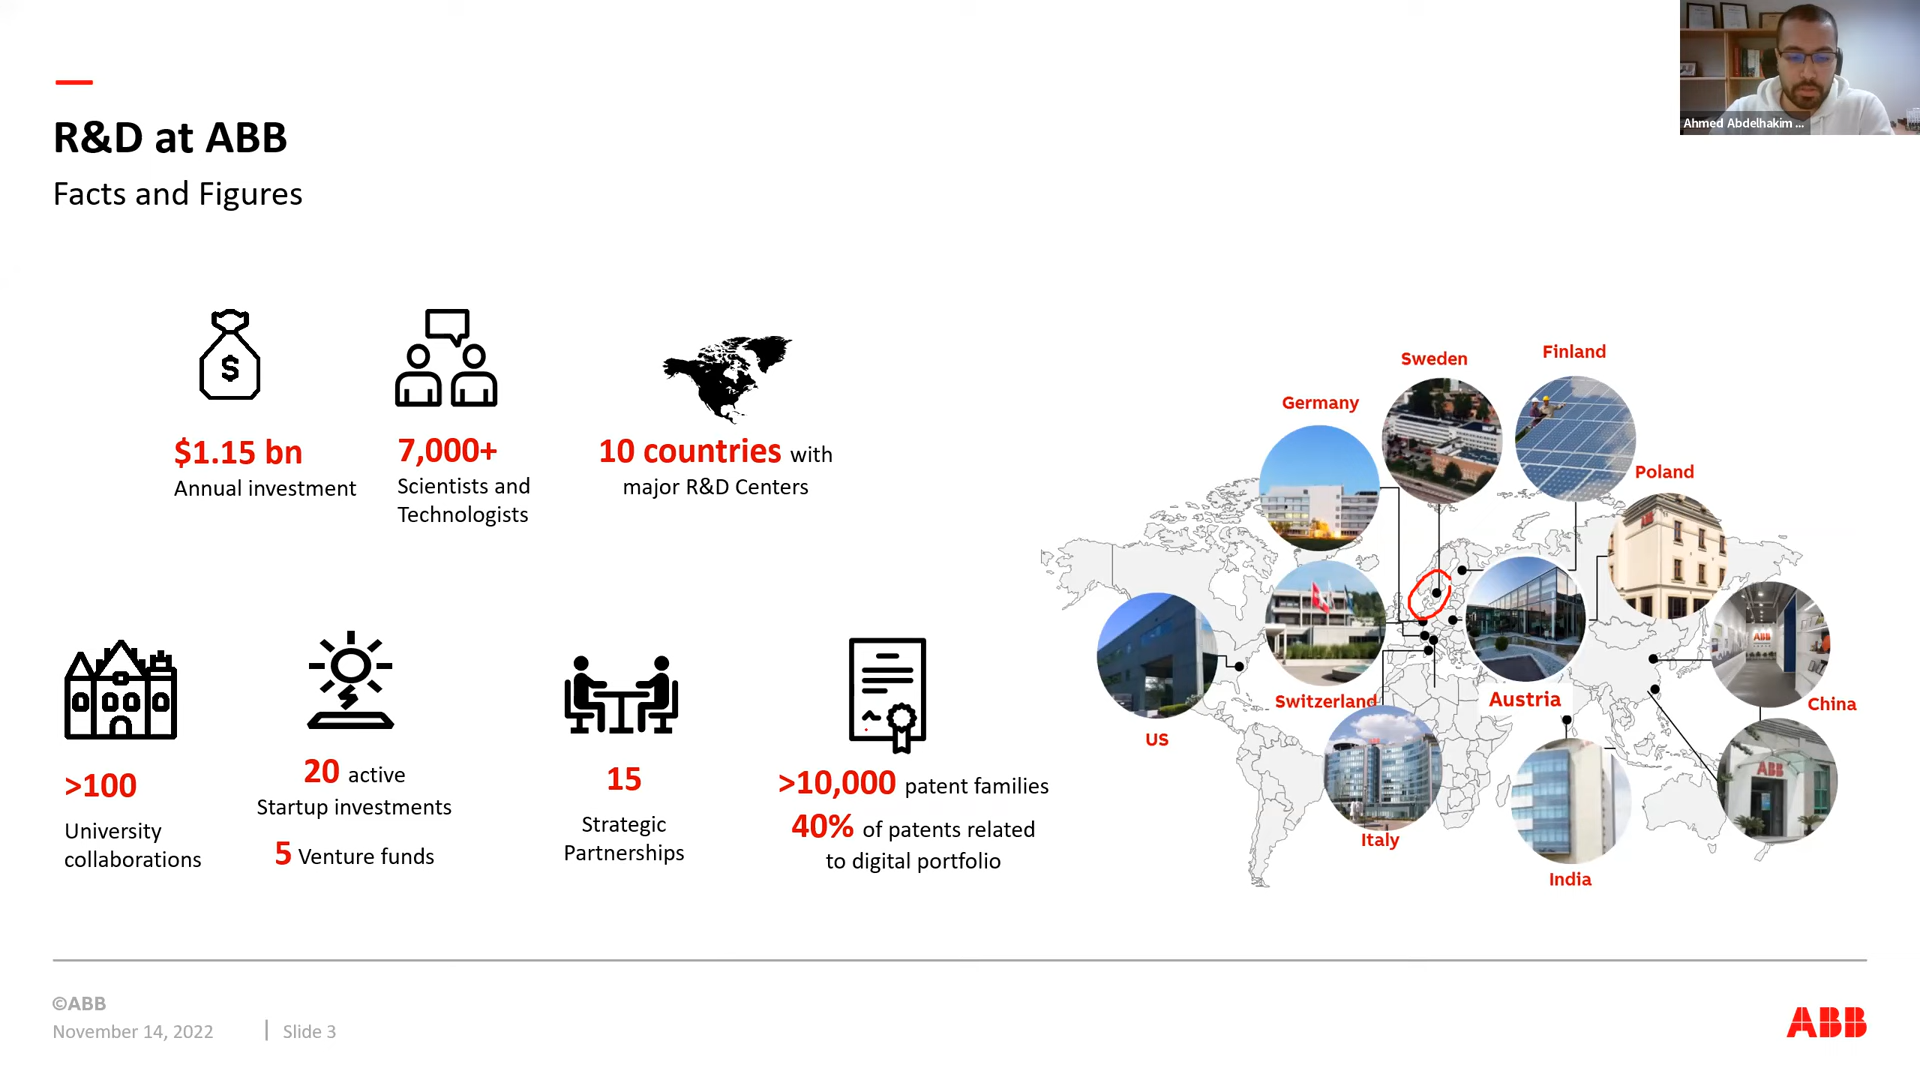 Ahmed Abdelhakim ...
R&D at ABB
Facts and Figures
$
$1.15 bn
Annual investment
7,000+
Scientists and
Technologists
10 countries with
major R&D Centers
>100
University
collaborations
20 active
Startup investments
5 Venture funds
15
Strategic
Partnerships
>10,000 patent families
40% of patents related
to digital portfolio
Sweden
Finland
Germany
Poland
Switzerland
Austria
China
US
Italy
India
ABB
ABB
©ABB
November 14, 2022
Slide 3
ABB